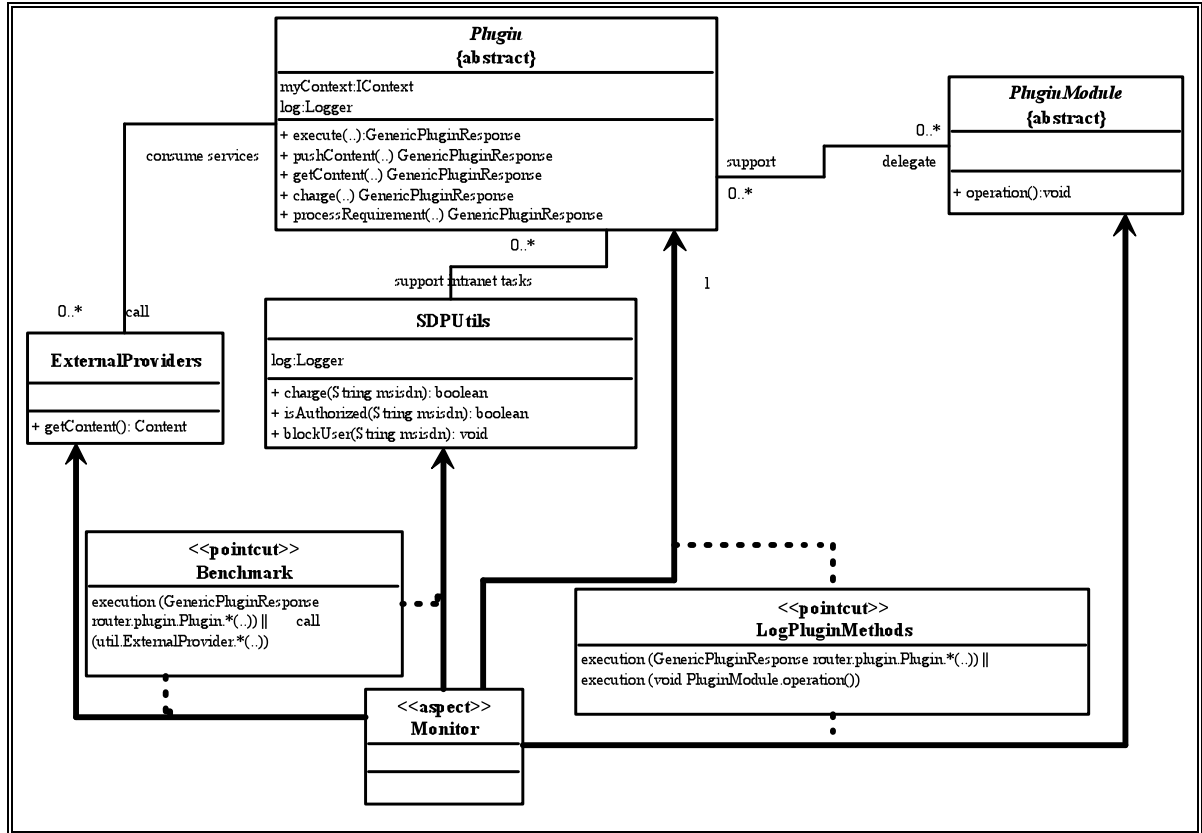 Plugin
{abstract}
myContext:IContext
log:Logger
+ execute(..):GenericPluginResponse
+ pushContent(..) GenericPluginResponse
+ getContent(..) GenericPluginResponse
+ charge(..) GenericPluginResponse
+ processRequirement(..) GenericPluginResponse
PluginModule
{abstract}
+ operation():void
0..*
delegate
support
0..*
consume services
0..*
support intranet tasks
1
0..*
call
ExternalProviders
+ getContent(): Content
SDPUtils
log:Logger
+ charge(String msisdn): boolean
+ isAuthorized(String msisdn): boolean
+ blockUser(String msisdn): void
<<pointcut>>
Benchmark
execution (GenericPluginResponse
router.plugin.Plugin.*(..)) || call
(util.ExternalProvider.*(..))
<<pointcut>>
LogPluginMethods
execution (GenericPluginResponse router.plugin.Plugin.*(..)) ||
execution (void PluginModule.operation())
<<aspect>>
Monitor